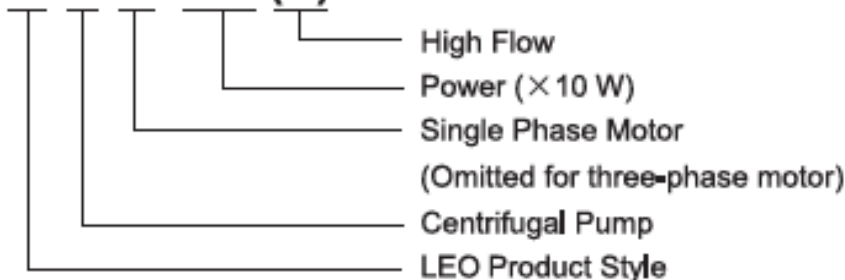 High Flow
Power (×10 W)
Single Phase Motor
(Omitted for three-phase motor)
Centrifugal Pump
LEO Product Style